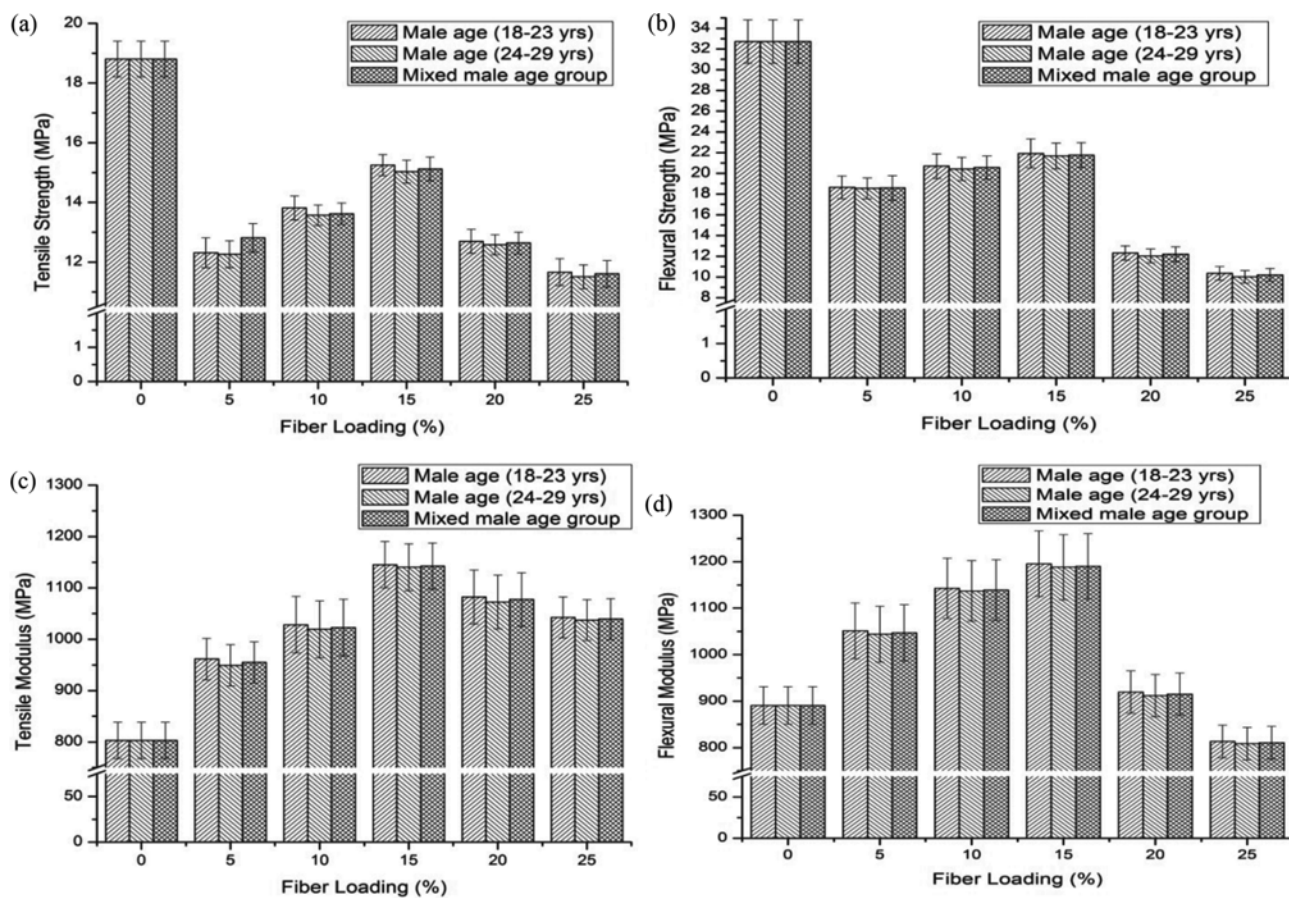 (a)
20
18
16
14
12
1
0
Tensile Strength (MPa)
Male age (18-23 yrs)
Male age (24-29 yrs)
Mixed male age group
0 5 10 15 20 25
Fiber Loading (%)
(b)
34
32
30
28
26
24
22
20
18
16
14
12
10
8
1
0
Flexural Strength (MPa)
Male age (18-23 yrs)
Male age (24-29 yrs)
Mixed male age group
0 5 10 15 20 25
Fiber Loading (%)
(c)
1300
1200
1100
1000
900
800
50
0
Tensile Modulus (MPa)
Male age (18-23 yrs)
Male age (24-29 yrs)
Mixed male age group
0 5 10 15 20 25
Fiber Loading (%)
(d)
1300
1200
1100
1000
900
800
50
0
Flexural Modulus (MPa)
Male age (18-23 yrs)
Male age (24-29 yrs)
Mixed male age group
0 5 10 15 20 25
Fiber Loading (%)